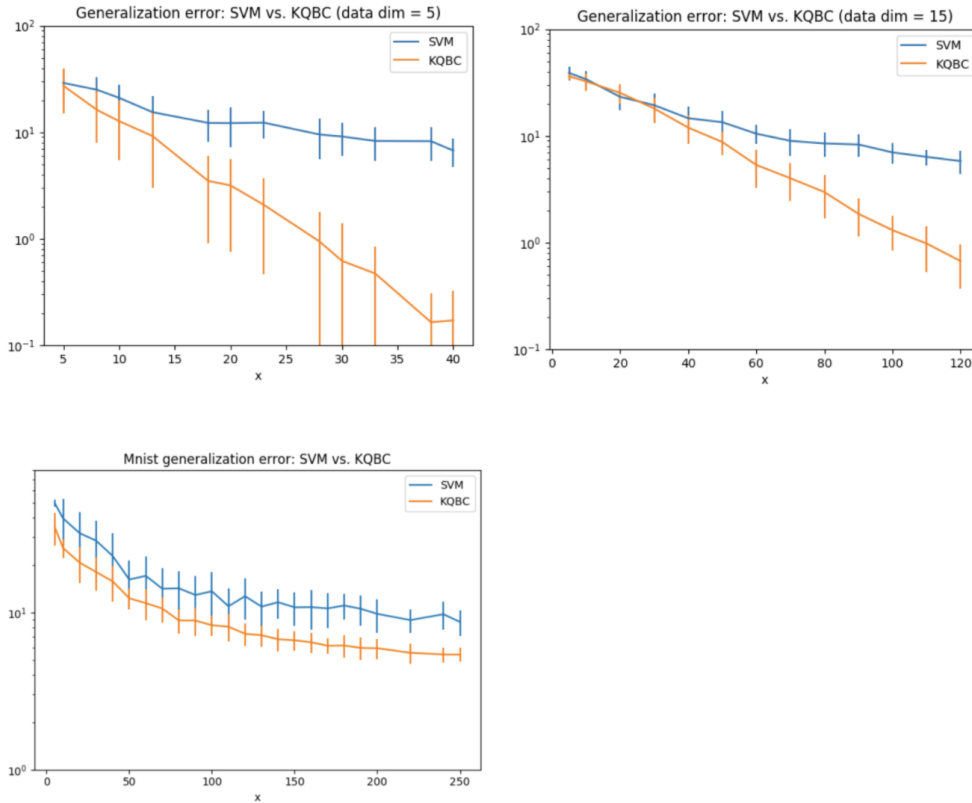 Generalization error: SVM vs. KQBC (data dim = 5)
10²
10¹
10⁰
10⁻¹
SVM
KQBC
5 10 15 20 25 30 35 40
x
Generalization error: SVM vs. KQBC (data dim = 15)
10²
10¹
10⁰
10⁻¹
SVM
KQBC
0 20 40 60 80 100 120
x
Mnist generalization error: SVM vs. KQBC
10¹
10⁰
SVM
KQBC
0 50 100 150 200 250
x